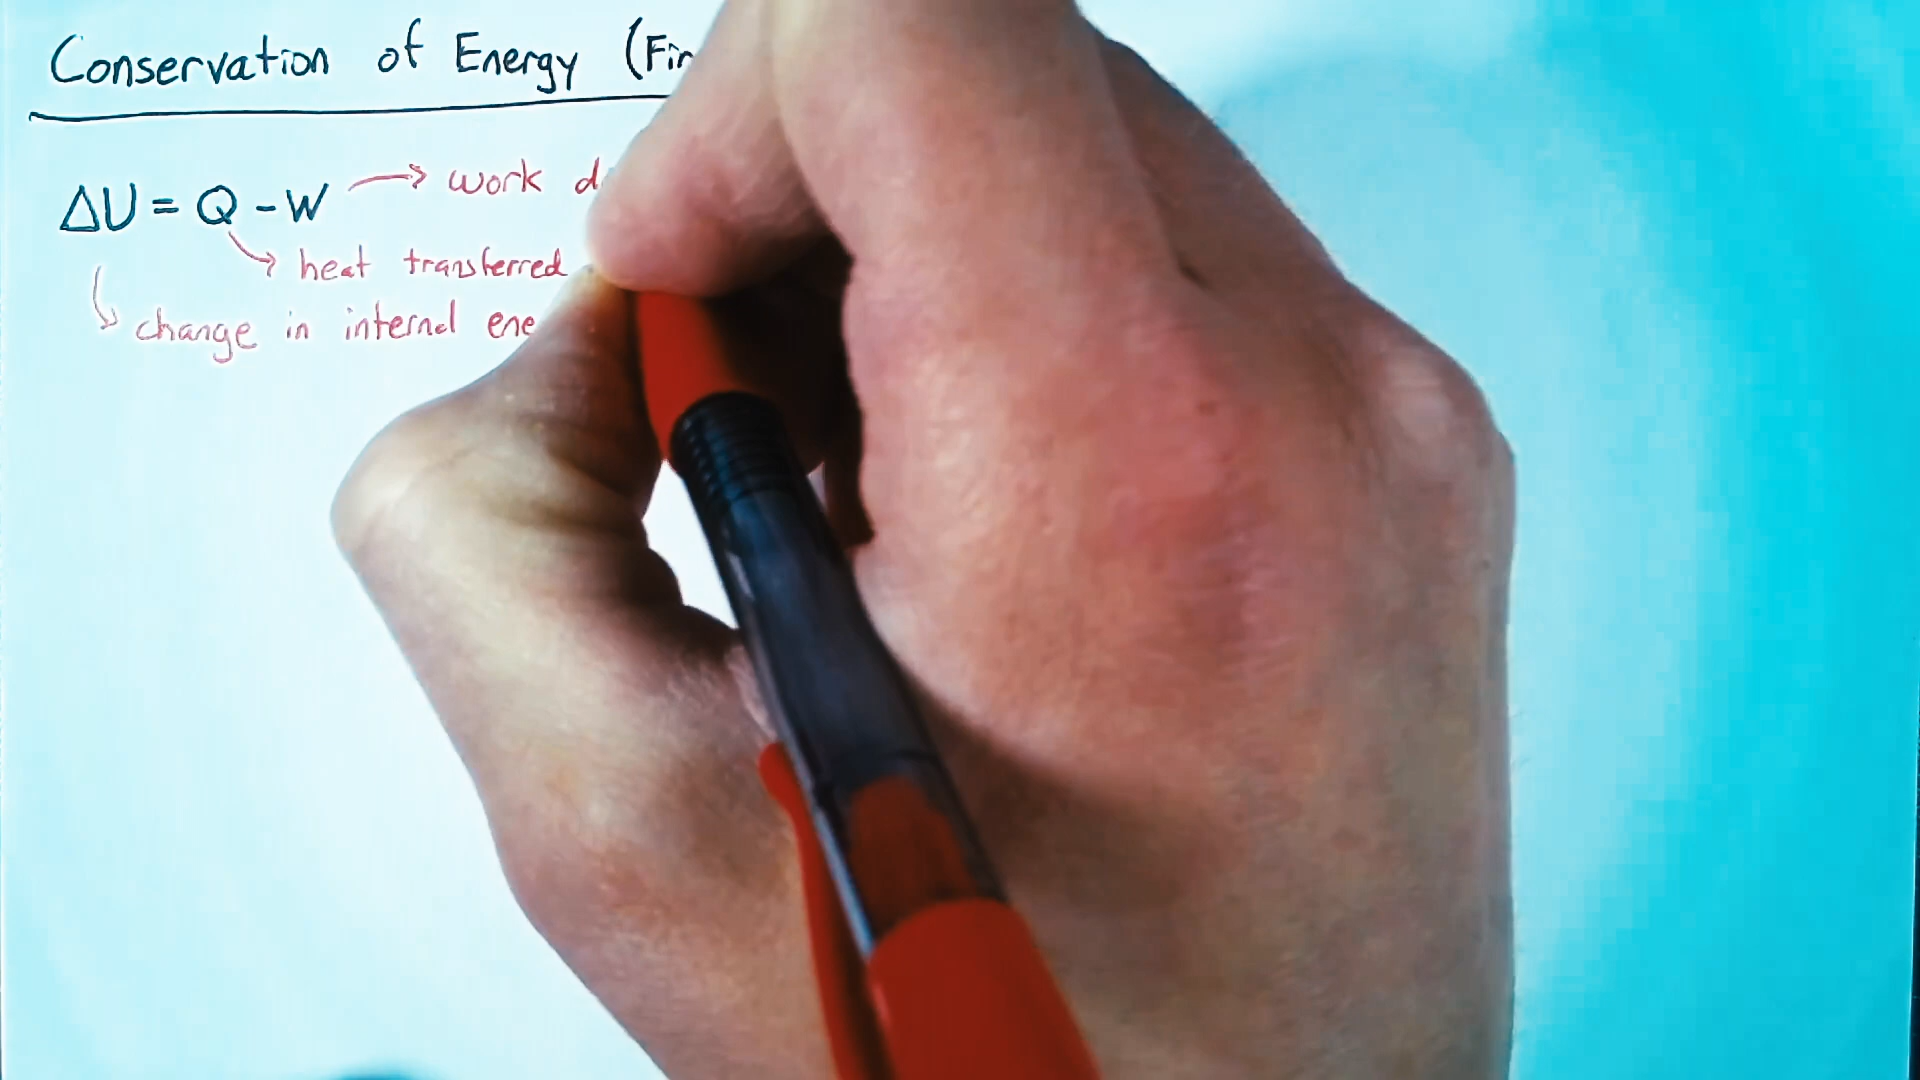 Conservation of Energy (Fir
ΔU = Q - W → work d
→ heat transferred
↳ change in internal ene